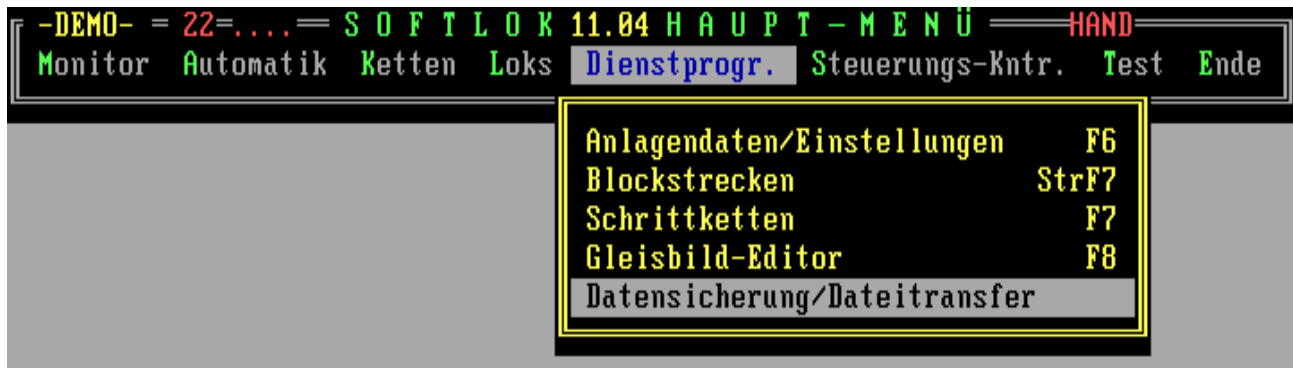 -DEMO- = 22=....== S O F T L O K 11.04 H A U P T - M E N Ü ═════HAND═
Monitor Automatik Ketten Loks Dienstprogr. Steuerungs-Kntr. Test Ende
Anlagendaten/Einstellungen F6
Blockstrecken StrF7
Schrittketten F7
Gleisbild-Editor F8
Datensicherung/Dateitransfer